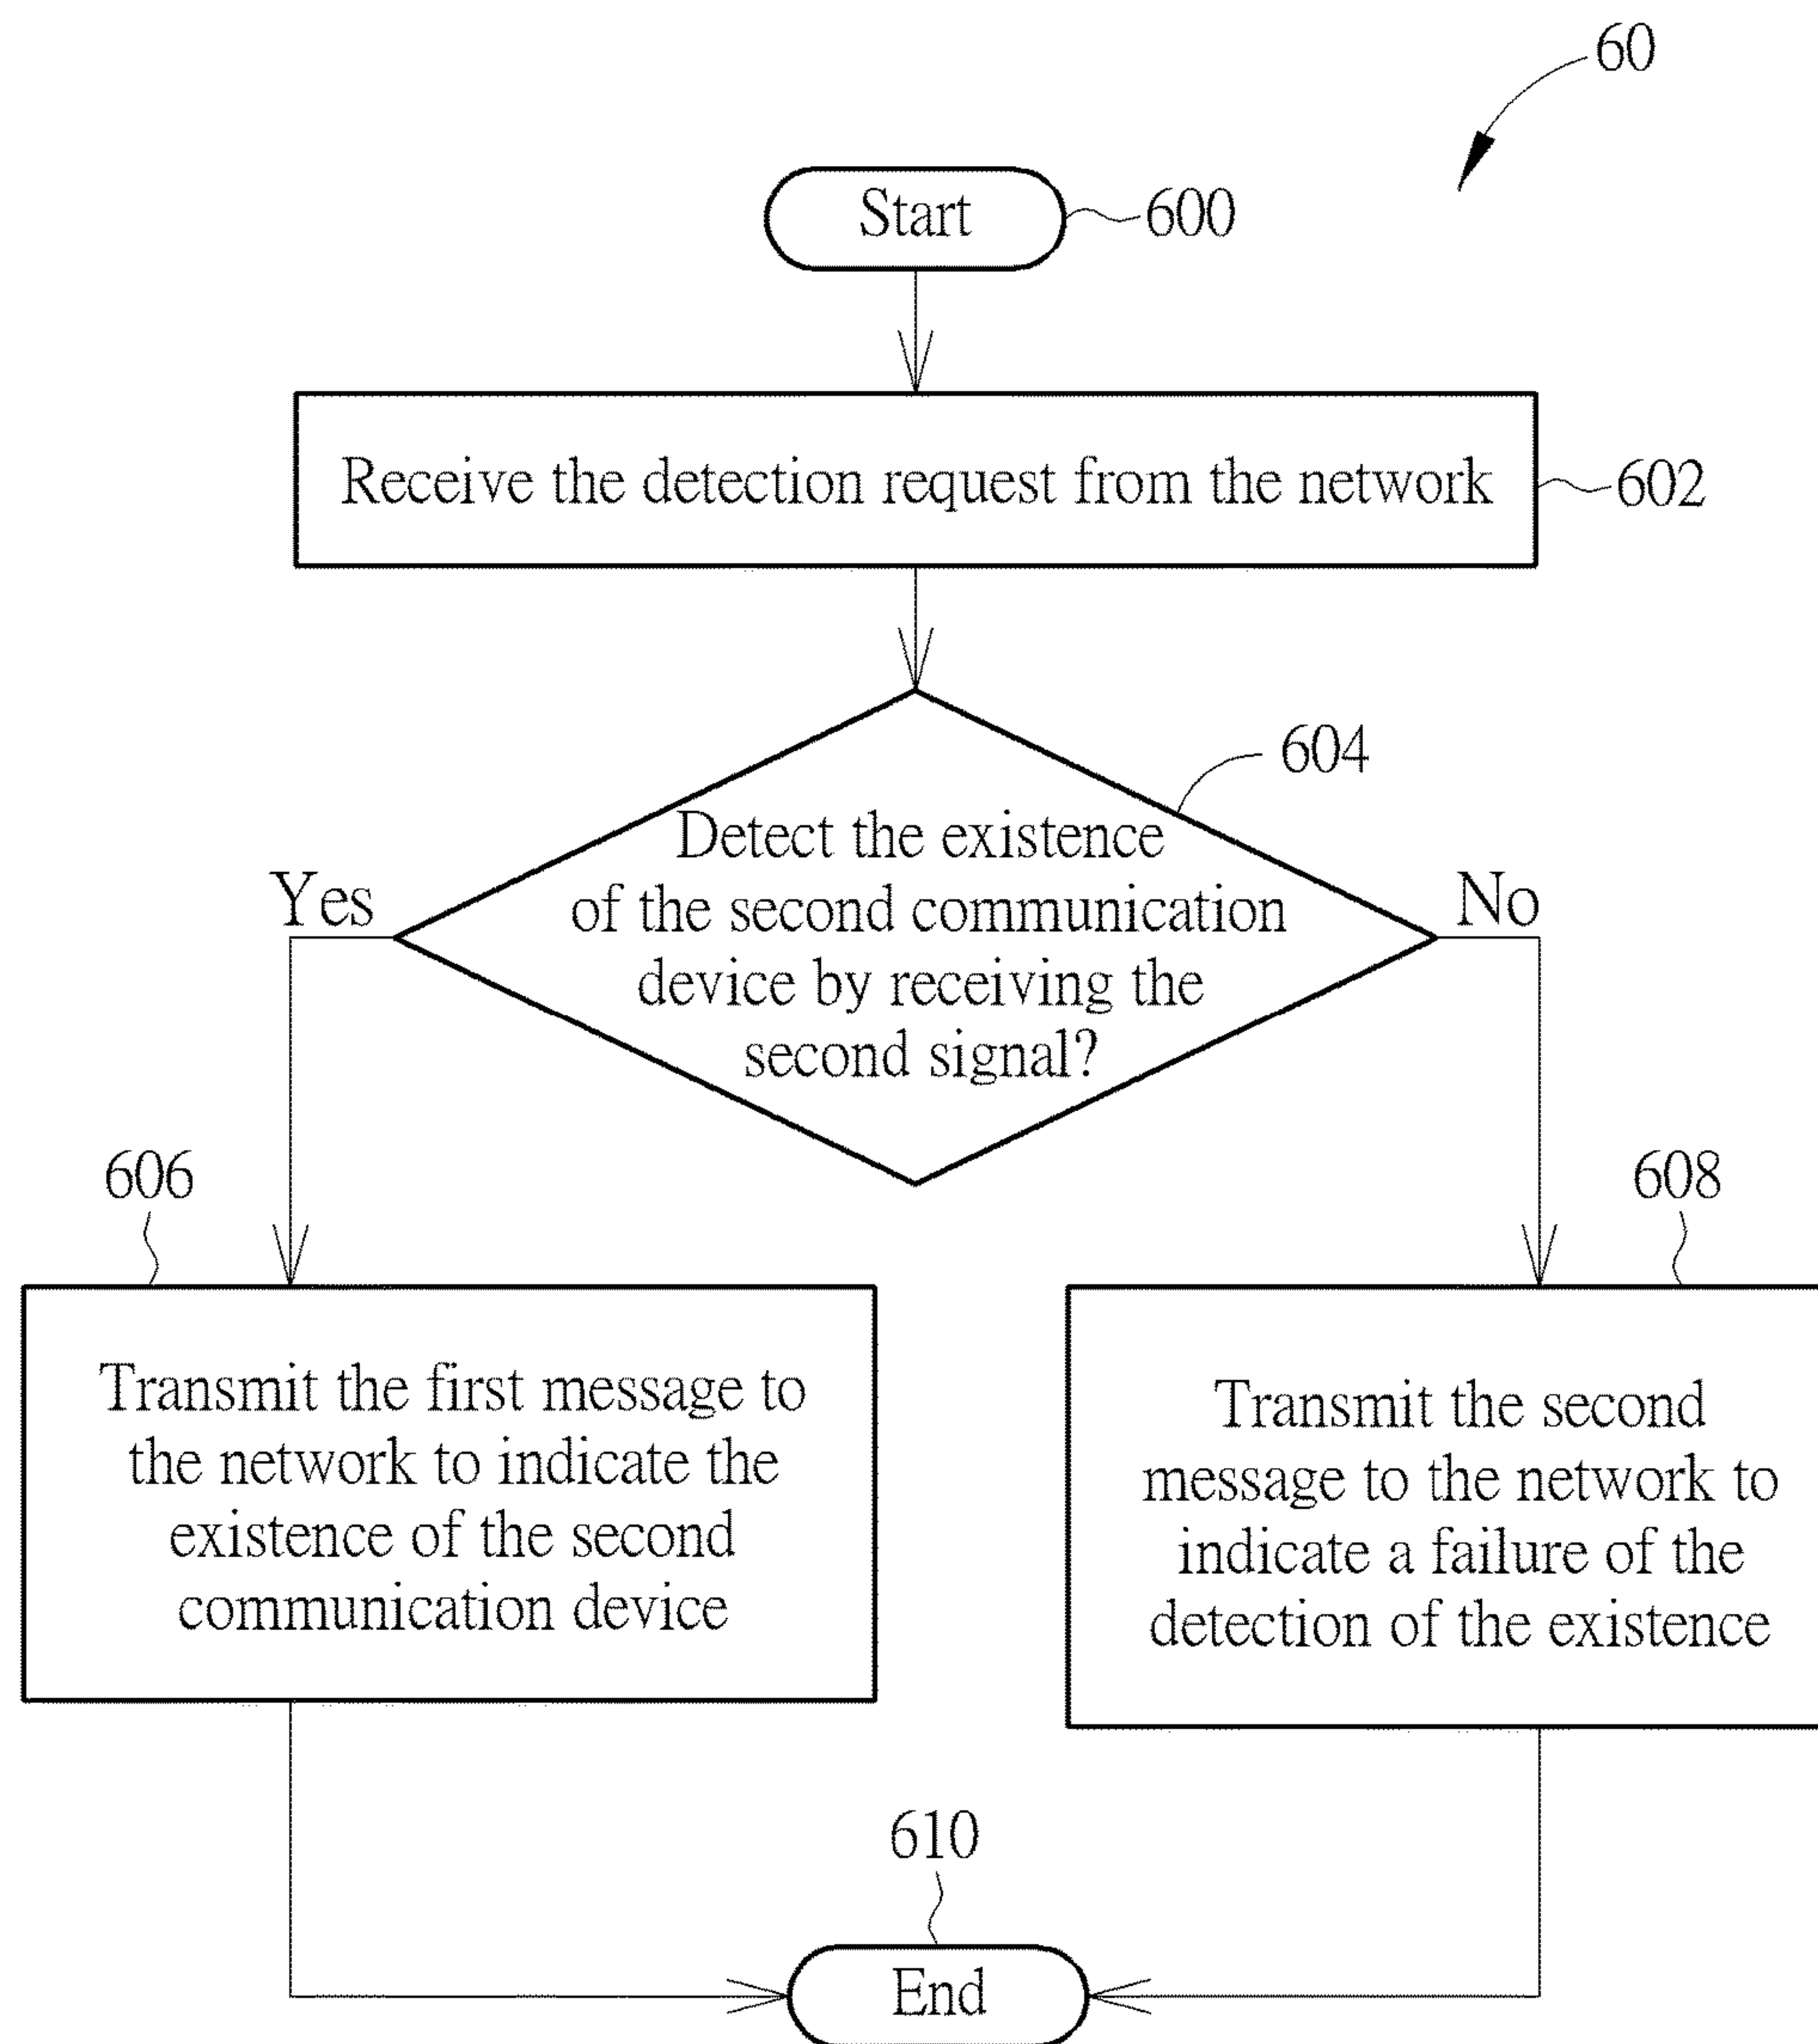 60
Start
600
Receive the detection request from the network
602
604
Detect the existence
of the second communication
device by receiving the
second signal?
Yes
No
606
608
Transmit the first message to
the network to indicate the
existence of the second
communication device
Transmit the second
message to the network to
indicate a failure of the
detection of the existence
610
End